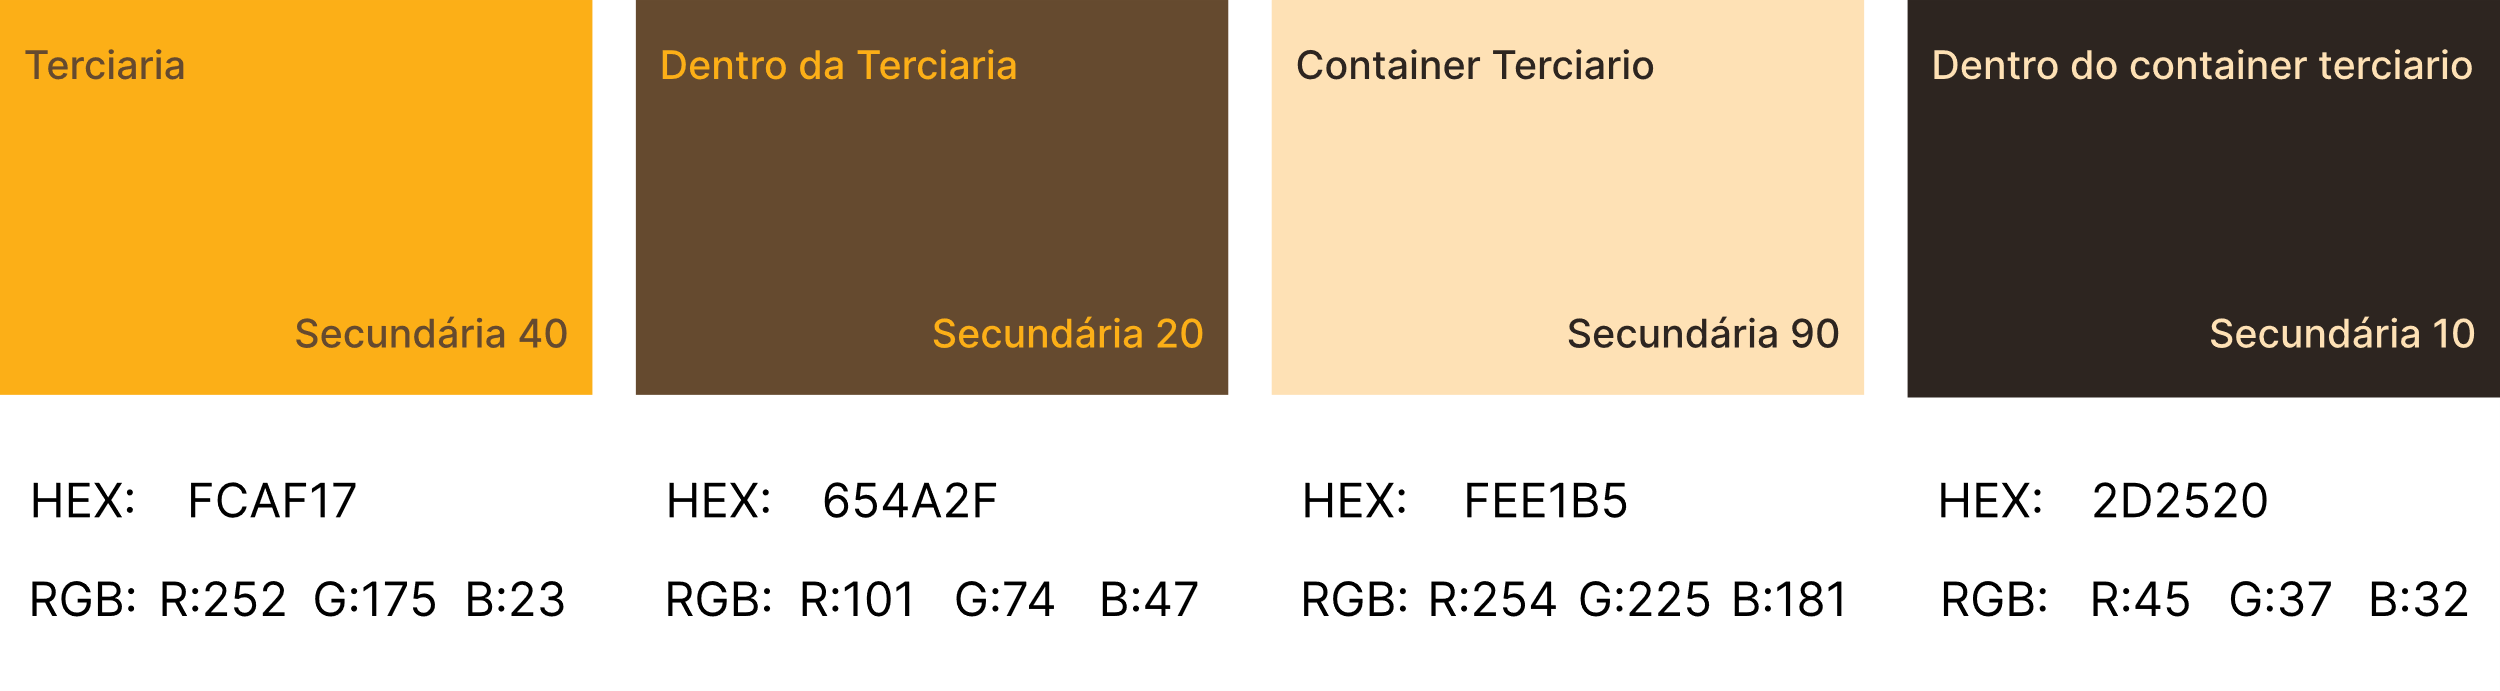 Terciaria
Secundária 40
HEX: FCAF17
RGB: R:252 G:175 B:23
Dentro da Terciaria
Secundária 20
HEX: 654A2F
RGB: R:101 G:74 B:47
Container Terciario
Secundária 90
HEX: FEE1B5
RGB: R:254 G:225 B:181
Dentro do container terciario
Secundária 10
HEX: 2D2520
RGB: R:45 G:37 B:32